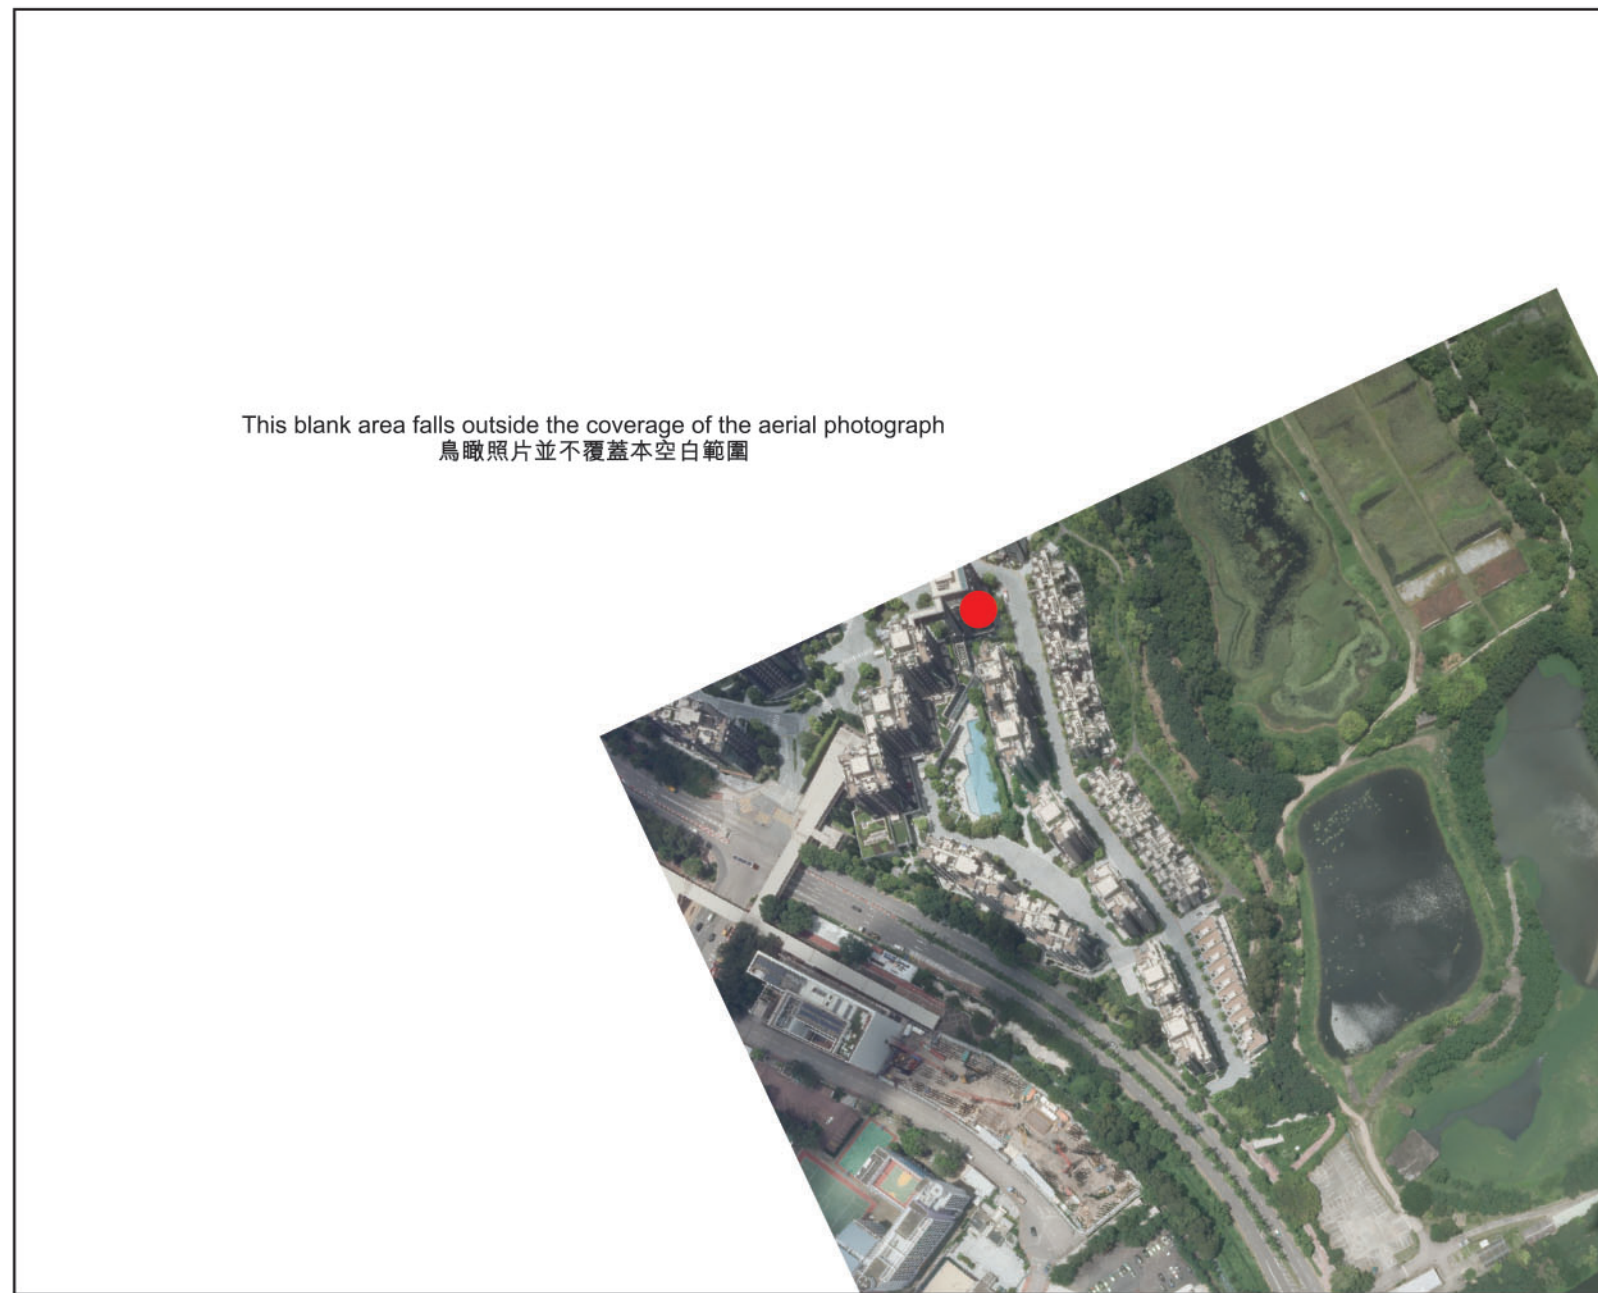 This blank area falls outside the coverage of the aerial photograph
鳥瞰照片並不覆蓋本空白範圍